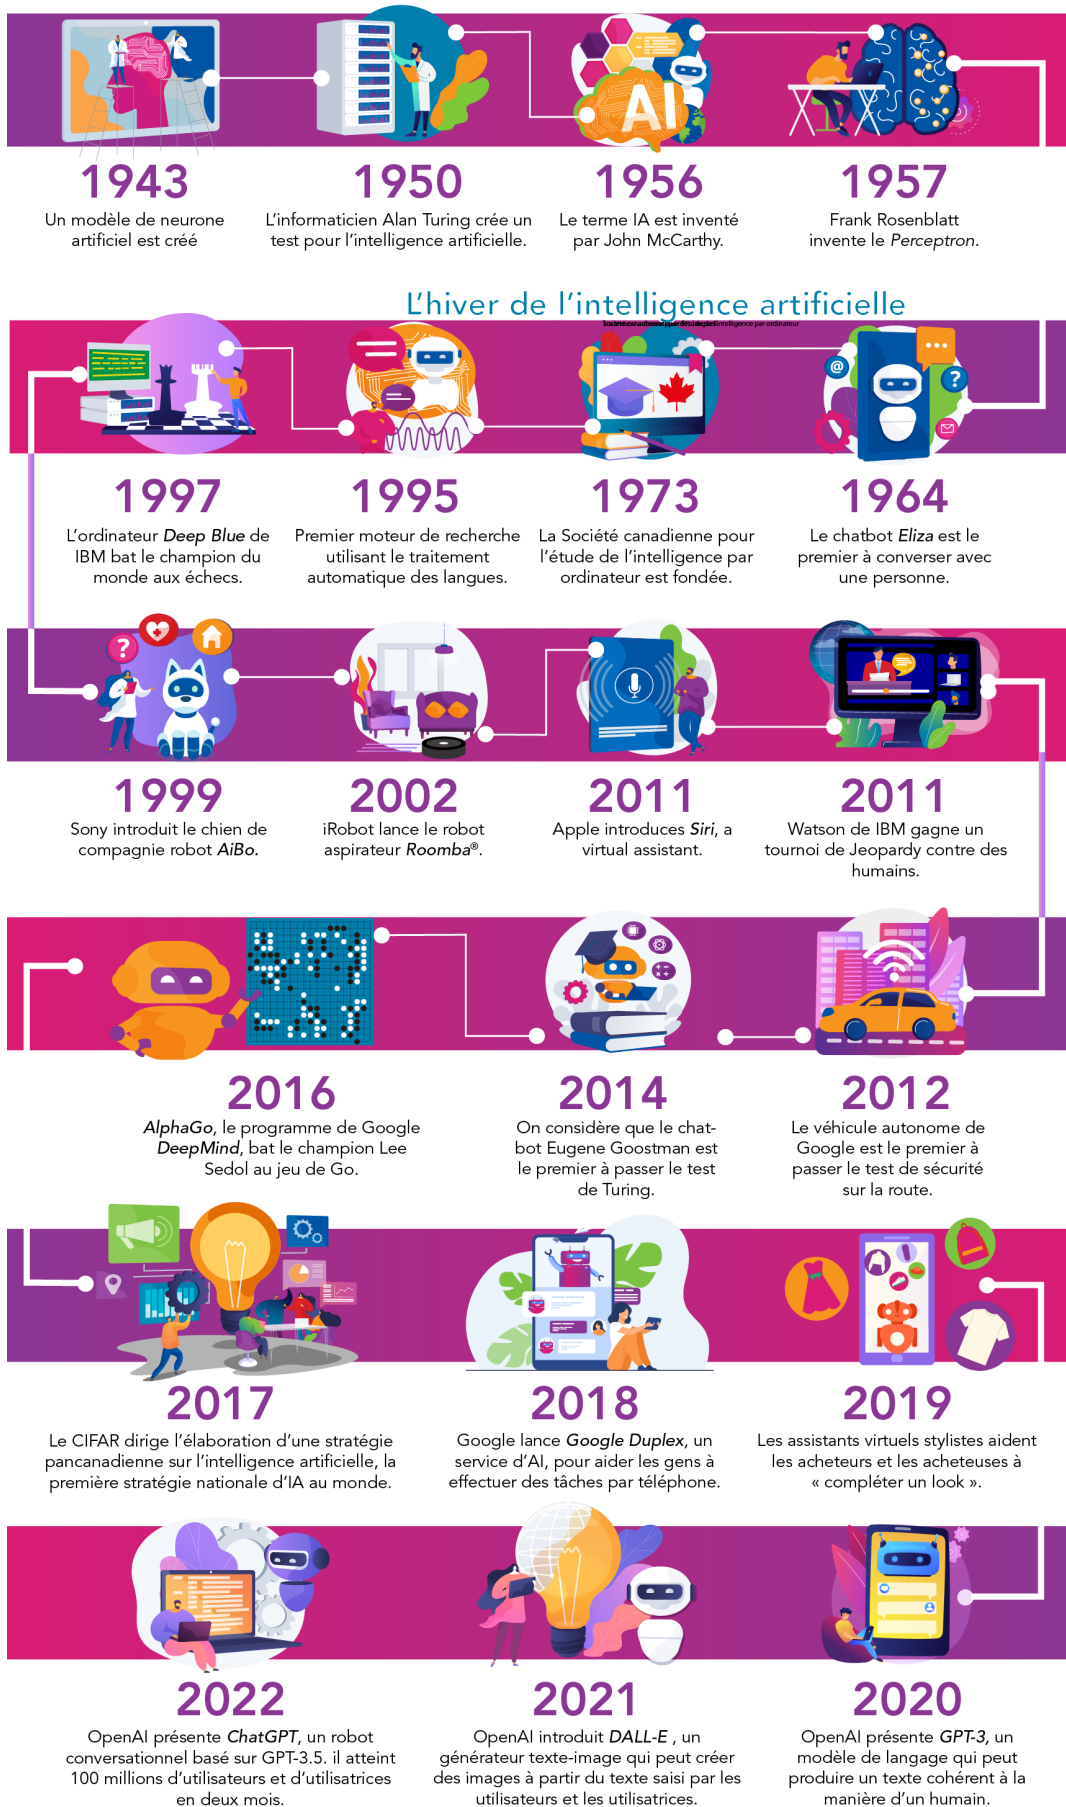 AI
1943
Un modèle de neurone
artificiel est créé
1950
L'informaticien Alan Turing crée un
test pour l'intelligence artificielle.
1956
Le terme IA est inventé
par John McCarthy.
1957
Frank Rosenblatt
invente le Perceptron.
L'hiver de l'intelligence artificielle
@
?
1964
Le chatbot Eliza est le
premier à converser avec
une personne.
1973
La Société canadienne pour
l'étude de l'intelligence par
ordinateur est fondée.
1995
Premier moteur de recherche
utilisant le traitement
automatique des langues.
1997
L'ordinateur Deep Blue de
IBM bat le champion du
monde aux échecs.
?
1999
Sony introduit le chien de
compagnie robot AiBo.
2002
iRobot lance le robot
aspirateur Roomba®.
2011
Apple introduces Siri, a
virtual assistant.
2011
Watson de IBM gagne un
tournoi de Jeopardy contre des
humains.
2012
Le véhicule autonome de
Google est le premier à
passer le test de sécurité
sur la route.
2014
On considère que le chat-
bot Eugene Goostman est
le premier à passer le test
de Turing.
2016
AlphaGo, le programme de Google
DeepMind, bat le champion Lee
Sedol au jeu de Go.
2017
Le CIFAR dirige l'élaboration d'une stratégie
pancanadienne sur l'intelligence artificielle, la
première stratégie nationale d'IA au monde.
2018
Google lance Google Duplex, un
service d'AI, pour aider les gens à
effectuer des tâches par téléphone.
2019
Les assistants virtuels stylistes aident
les acheteurs et les acheteuses à
« compléter un look ».
2020
OpenAI présente GPT-3, un
modèle de langage qui peut
produire un texte cohérent à la
manière d'un humain.
2021
OpenAI introduit DALL-E , un
générateur texte-image qui peut créer
des images à partir du texte saisi par les
utilisateurs et les utilisatrices.
2022
OpenAI présente ChatGPT, un robot
conversationnel basé sur GPT-3.5. il atteint
100 millions d'utilisateurs et d'utilisatrices
en deux mois.